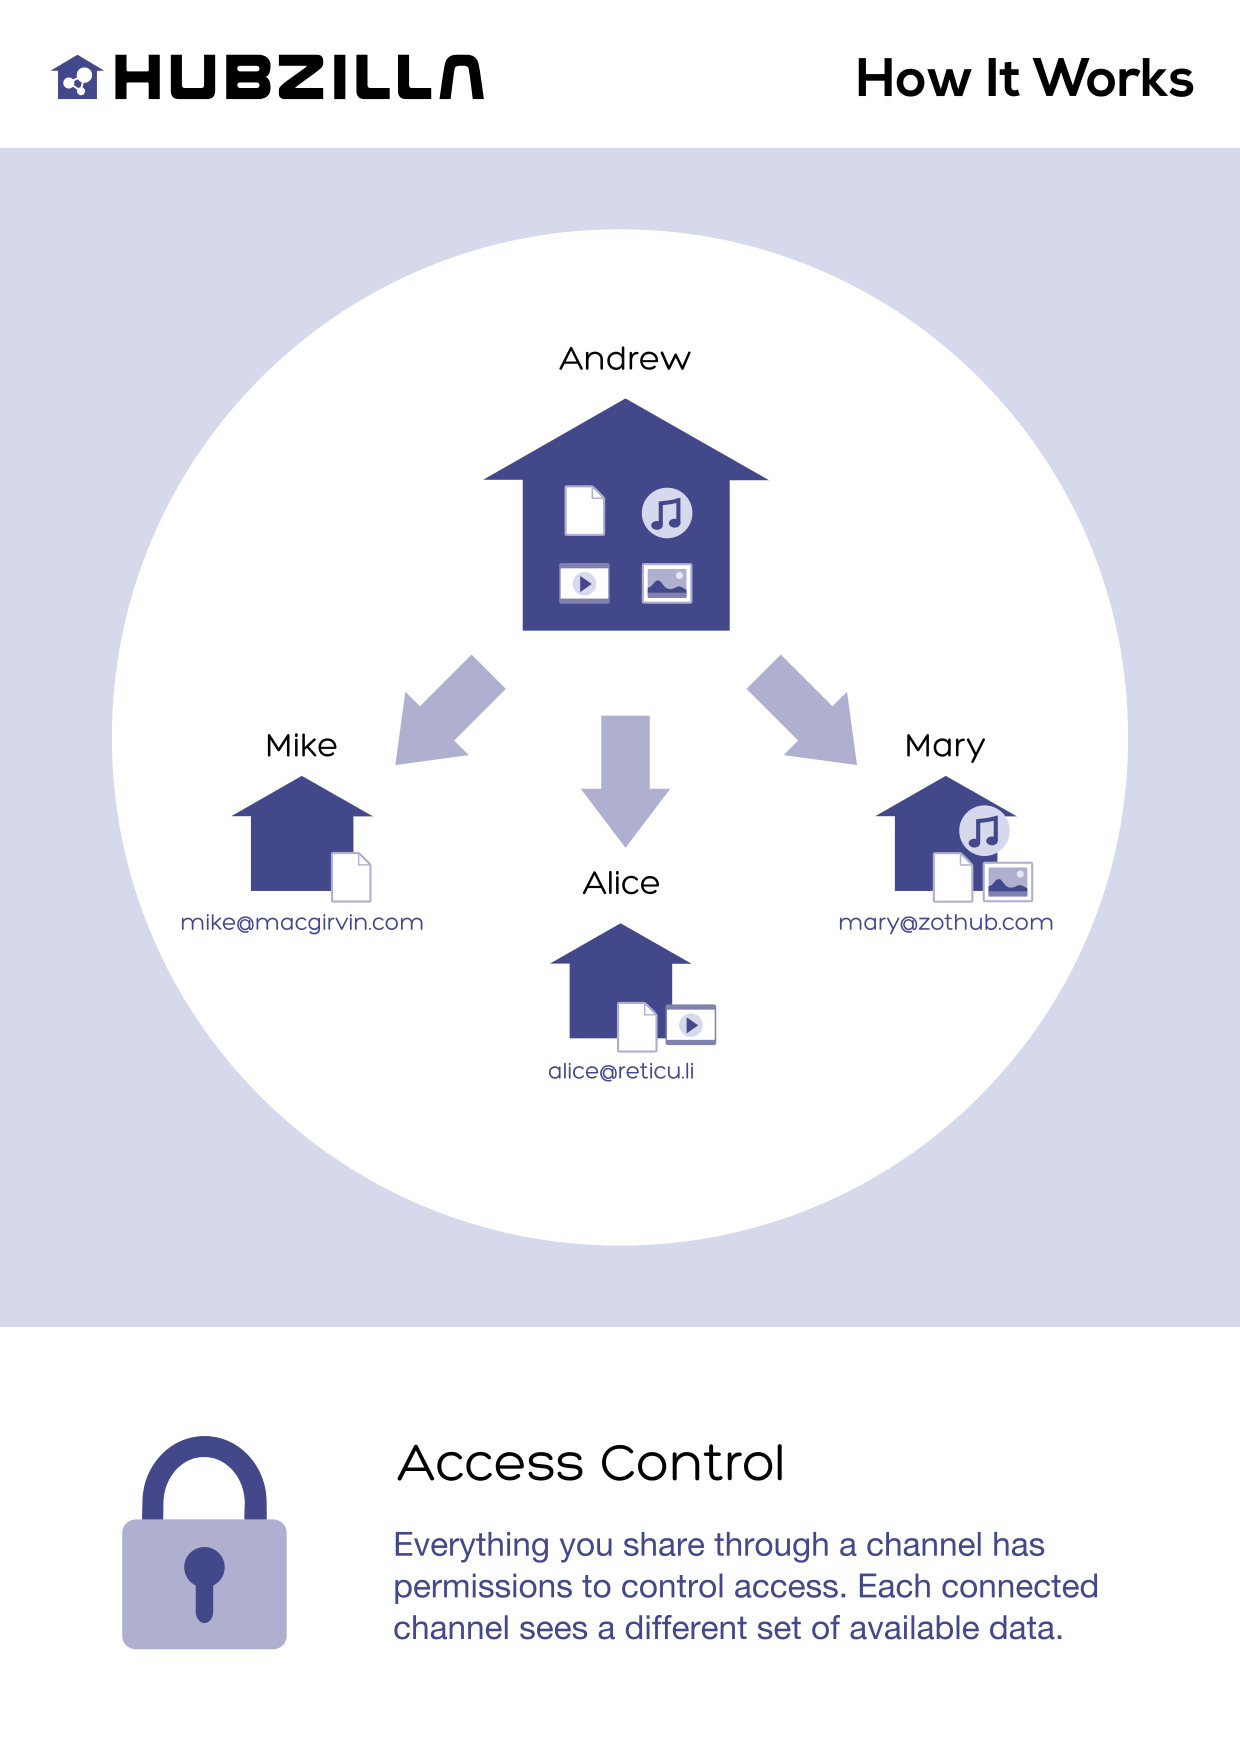 HUBZILLA
How It Works
Andrew
Mike
Mary
mike@macgirvin.com
mary@zothub.com
Alice
alice@reticu.li
Access Control
Everything you share through a channel has
permissions to control access. Each connected
channel sees a different set of available data.